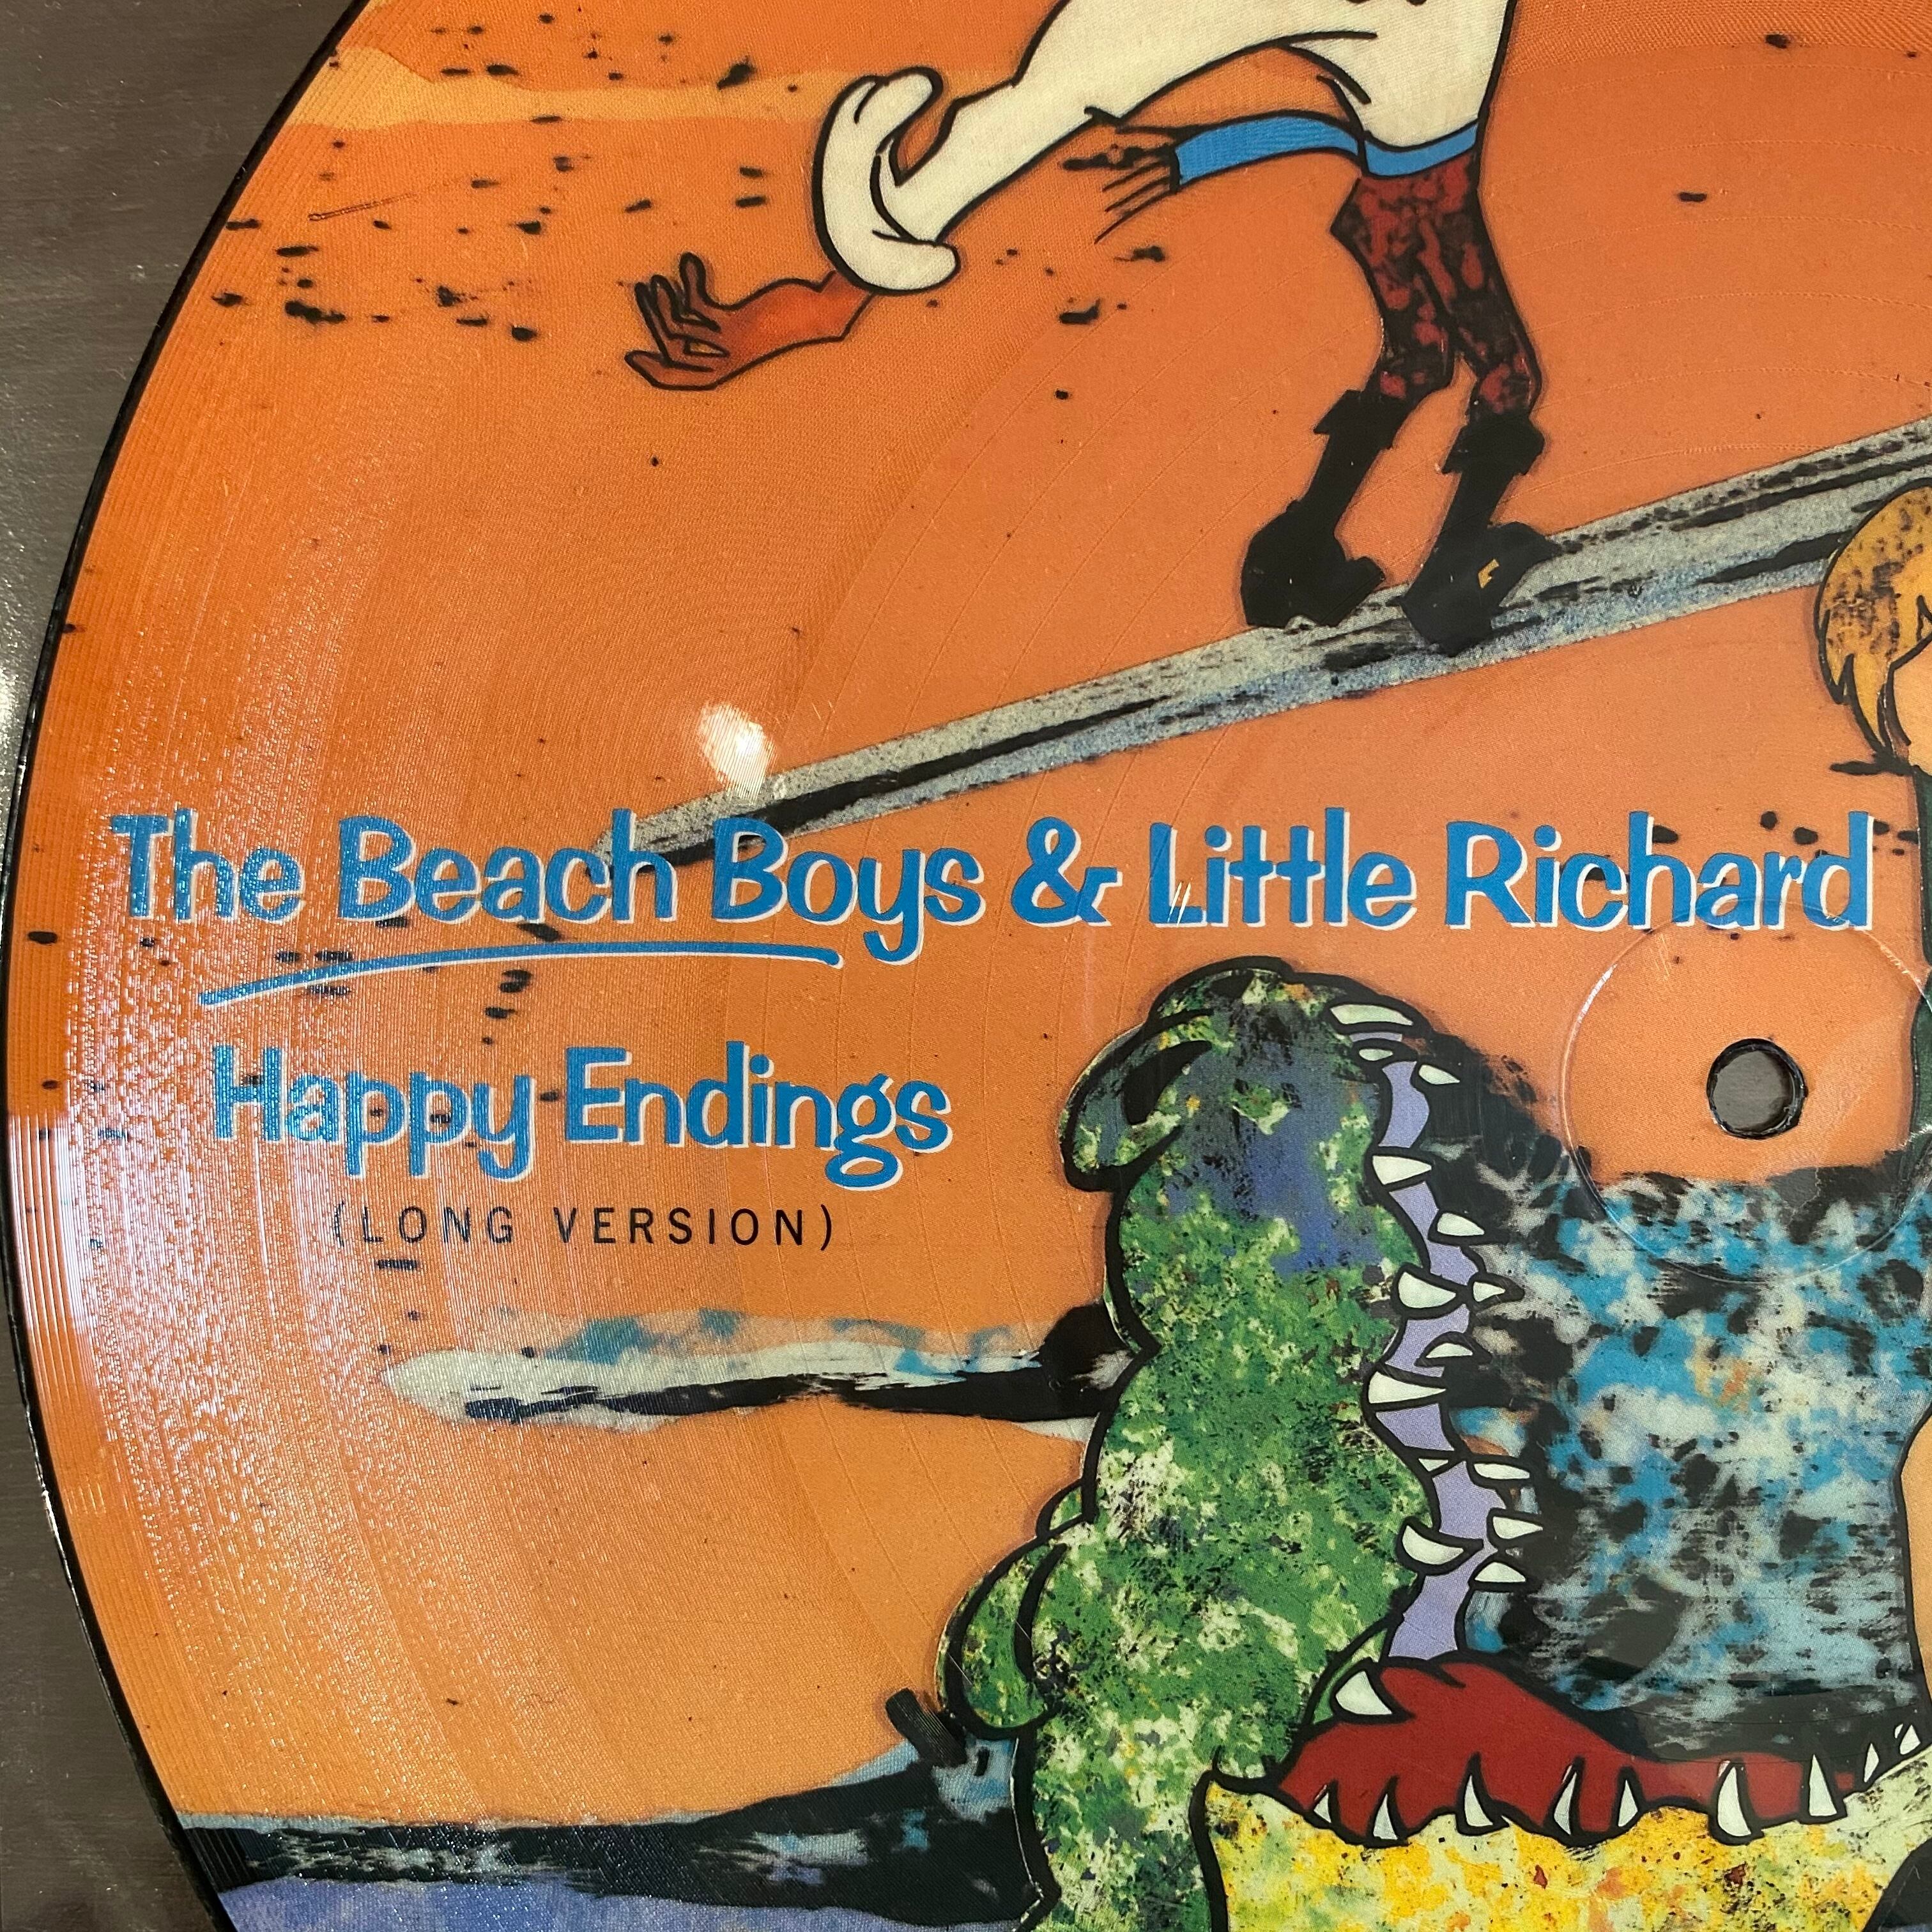 The Beach Boys & Little Richard
Happy Endings
(LONG VERSION)